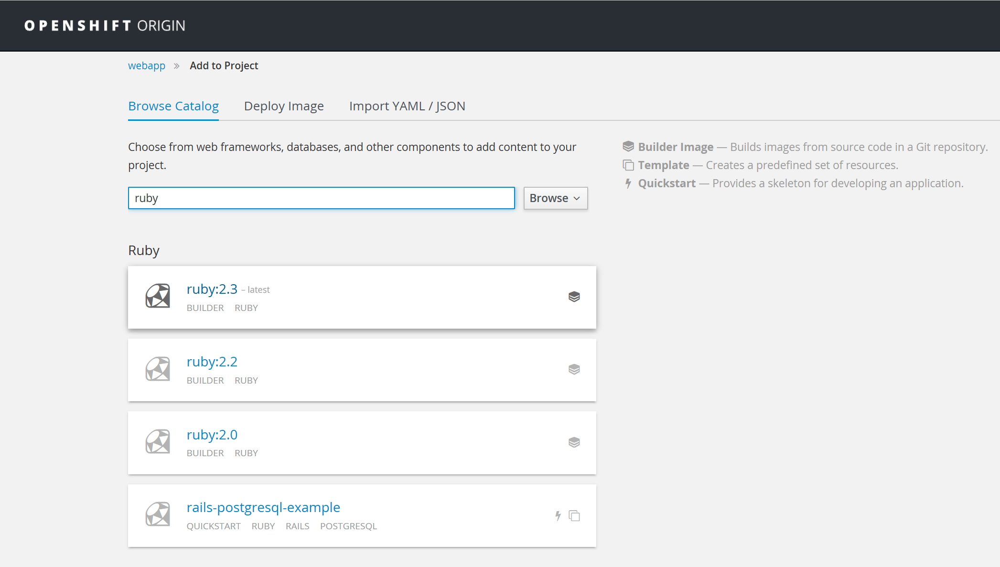 OPENSHIFT ORIGIN
webapp » Add to Project
Browse Catalog Deploy Image Import YAML / JSON
Choose from web frameworks, databases, and other components to add content to your
project.
ruby
Browse
Builder Image — Builds images from source code in a Git repository.
Template — Creates a predefined set of resources.
Quickstart — Provides a skeleton for developing an application.
Ruby
ruby:2.3 – latest
BUILDER RUBY
ruby:2.2
BUILDER RUBY
ruby:2.0
BUILDER RUBY
rails-postgresql-example
QUICKSTART RUBY RAILS POSTGRESQL